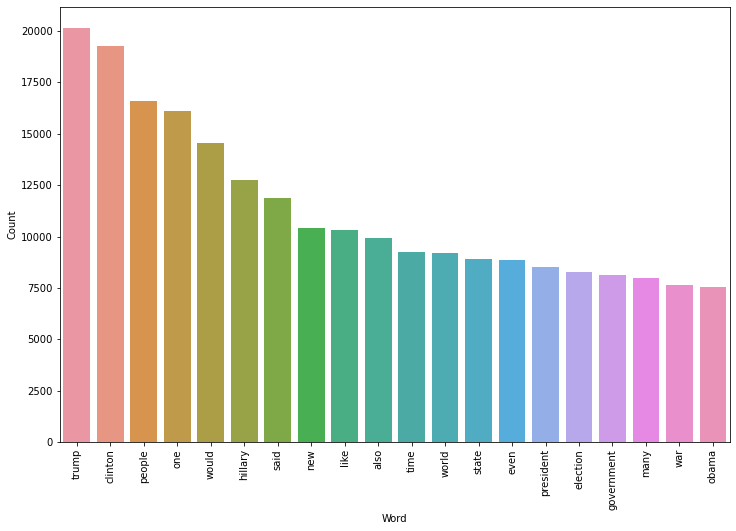 20000
17500
15000
12500
10000
7500
5000
2500
0
Count
trump
clinton
people
one
would
hillary
said
new
like
also
time
world
state
even
president
election
government
many
war
obama
Word